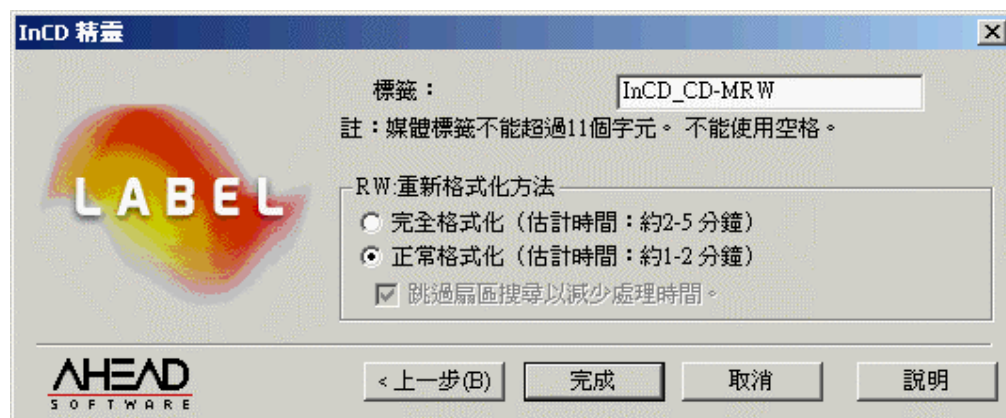 InCD 精靈
標籤： InCD_CD-MRW
註：媒體標籤不能超過11個字元。 不能使用空格。
LABEL
RW:重新格式化方法
完全格式化（估計時間：約2-5 分鐘）
正常格式化（估計時間：約1-2 分鐘）
跳過扇區搜尋以減少處理時間。
AHEAD
SOFTWARE
<上一步(B) 完成 取消 說明